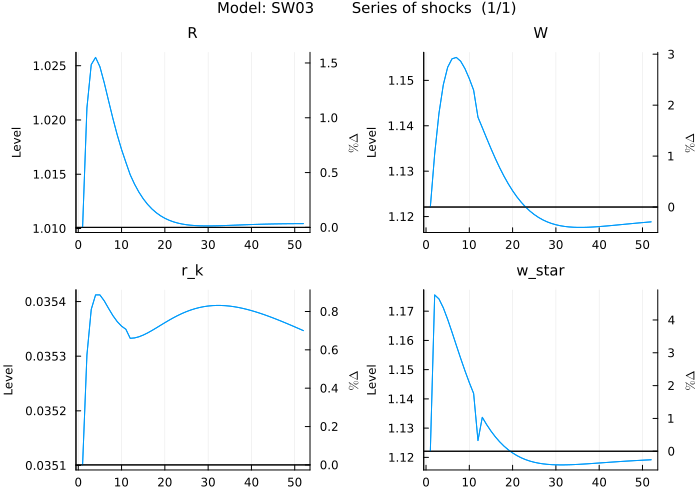 Model: SW03        Series of shocks  (1/1)
R
W
1.025
1.020
1.015
1.010
Level
1.5
1.0
0.5
0.0
%Δ
0 10 20 30 40 50
1.15
1.14
1.13
1.12
Level
3
2
1
0
%Δ
0 10 20 30 40 50
r_k
w_star
0.0354
0.0353
0.0352
0.0351
Level
0.8
0.6
0.4
0.2
0.0
%Δ
0 10 20 30 40 50
1.17
1.16
1.15
1.14
1.13
1.12
Level
4
3
2
1
0
%Δ
0 10 20 30 40 50